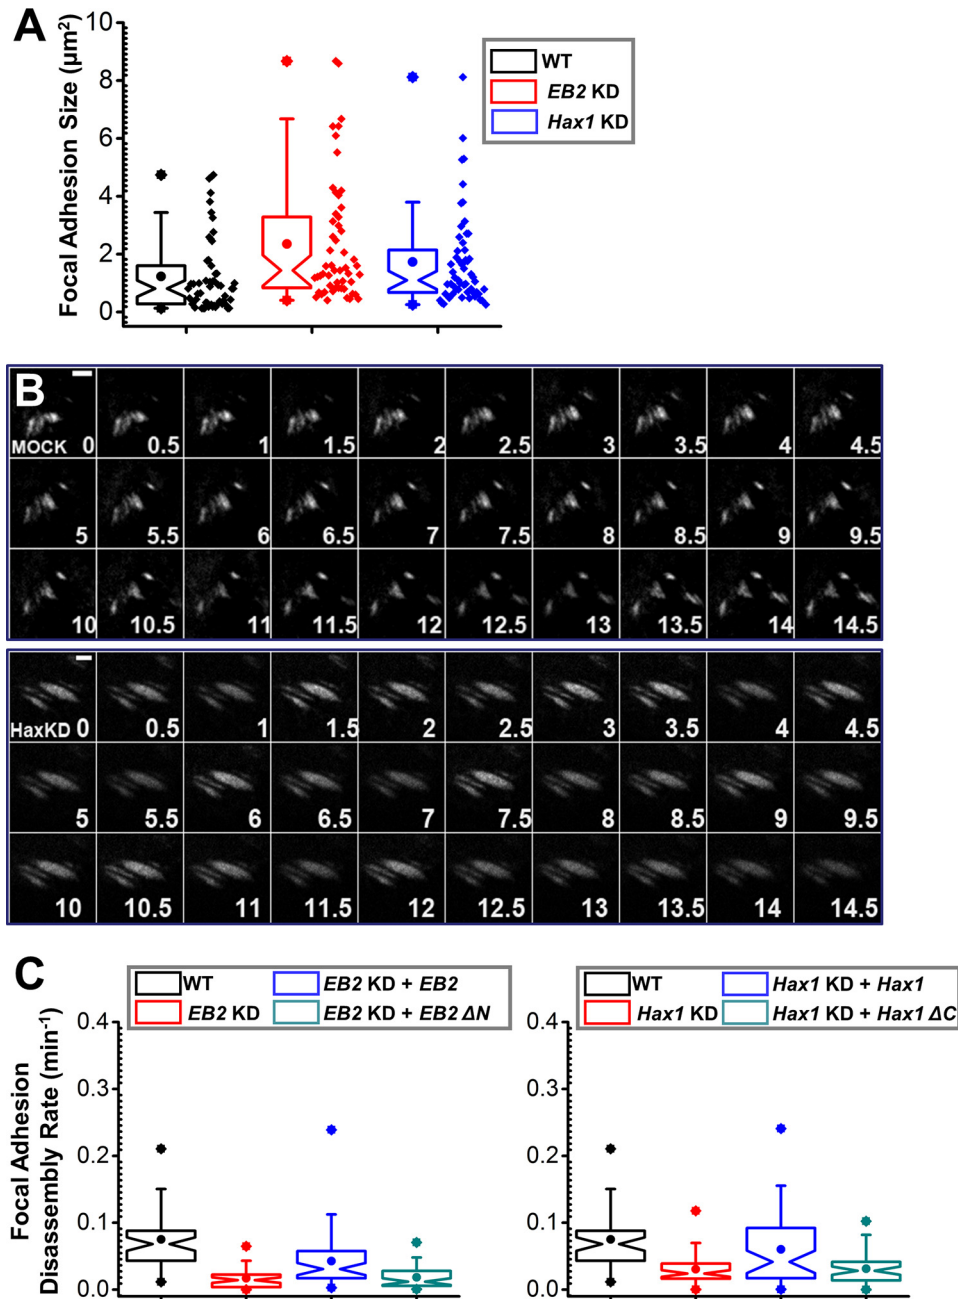 A
Focal Adhesion Size (µm²)
10
8
6
4
2
0
WT
EB2 KD
Hax1 KD
B
MOCK 0 0.5 1 1.5 2 2.5 3 3.5 4 4.5
5 5.5 6 6.5 7 7.5 8 8.5 9 9.5
10 10.5 11 11.5 12 12.5 13 13.5 14 14.5
HaxKD 0 0.5 1 1.5 2 2.5 3 3.5 4 4.5
5 5.5 6 6.5 7 7.5 8 8.5 9 9.5
10 10.5 11 11.5 12 12.5 13 13.5 14 14.5
C
WT EB2 KD + EB2
EB2 KD EB2 KD + EB2 ΔN
Focal Adhesion
Disassembly Rate (min⁻¹)
0.4
0.3
0.2
0.1
0.0
WT Hax1 KD + Hax1
Hax1 KD Hax1 KD + Hax1 ΔC
0.4
0.3
0.2
0.1
0.0